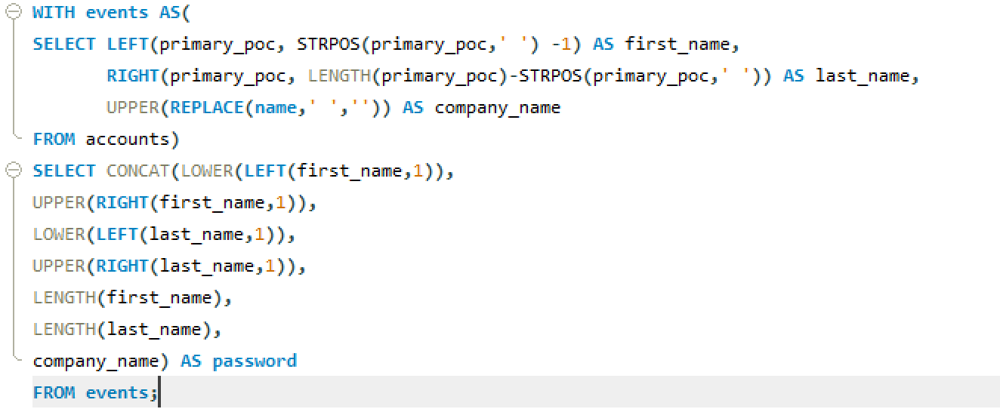 WITH events AS(
SELECT LEFT(primary_poc, STRPOS(primary_poc,' ') -1) AS first_name,
RIGHT(primary_poc, LENGTH(primary_poc)-STRPOS(primary_poc,' ')) AS last_name,
UPPER(REPLACE(name,' ','')) AS company_name
FROM accounts)
SELECT CONCAT(LOWER(LEFT(first_name,1)),
UPPER(RIGHT(first_name,1)),
LOWER(LEFT(last_name,1)),
UPPER(RIGHT(last_name,1)),
LENGTH(first_name),
LENGTH(last_name),
company_name) AS password
FROM events;